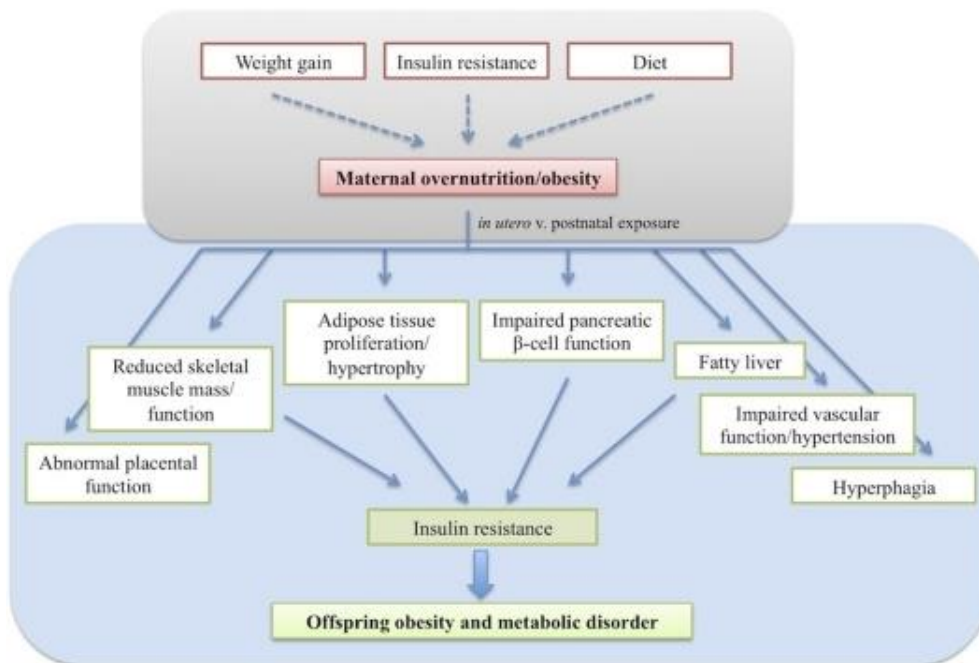 Weight gain
Insulin resistance
Diet
Maternal overnutrition/obesity
in utero v. postnatal exposure
Adipose tissue
proliferation/
hypertrophy
Impaired pancreatic
β-cell function
Reduced skeletal
muscle mass/
function
Fatty liver
Impaired vascular
function/hypertension
Abnormal placental
function
Hyperphagia
Insulin resistance
Offspring obesity and metabolic disorder